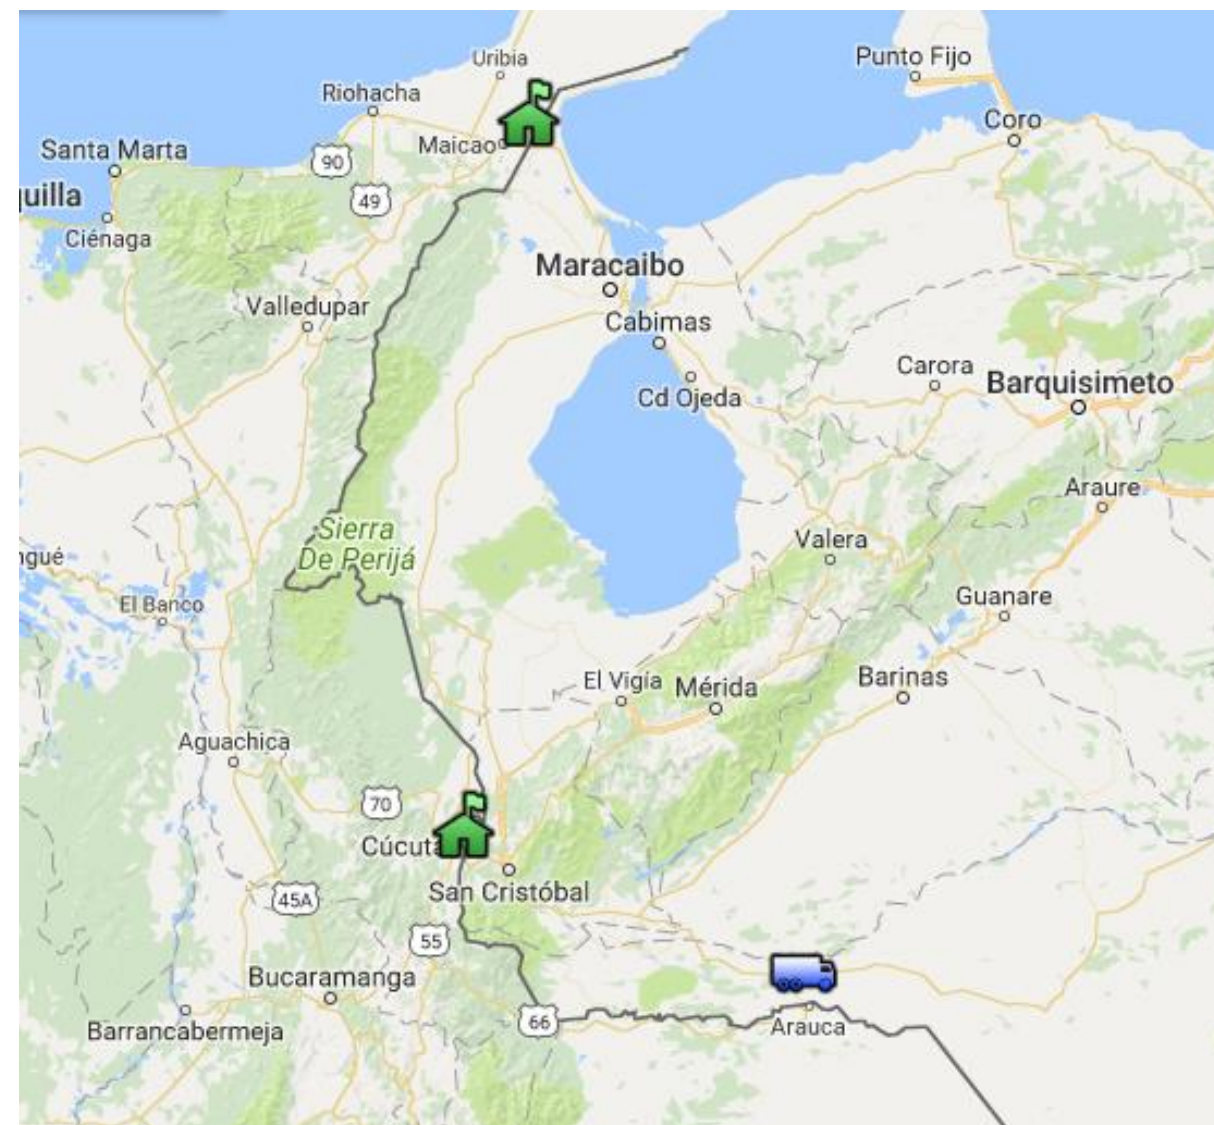 Uribia
Punto Fijo
Riohacha
Coro
Maicao
Santa Marta
90
49
uilla
Ciénaga
Maracaibo
Valledupar
Cabimas
Carora
Barquisimeto
Cd Ojeda
Araure
Sierra
De Perijá
Valera
ngué
El Banco
Guanare
El Vigía
Mérida
Barinas
Aguachica
70
Cúcuta
San Cristóbal
45A
55
Bucaramanga
66
Arauca
Barrancabermeja